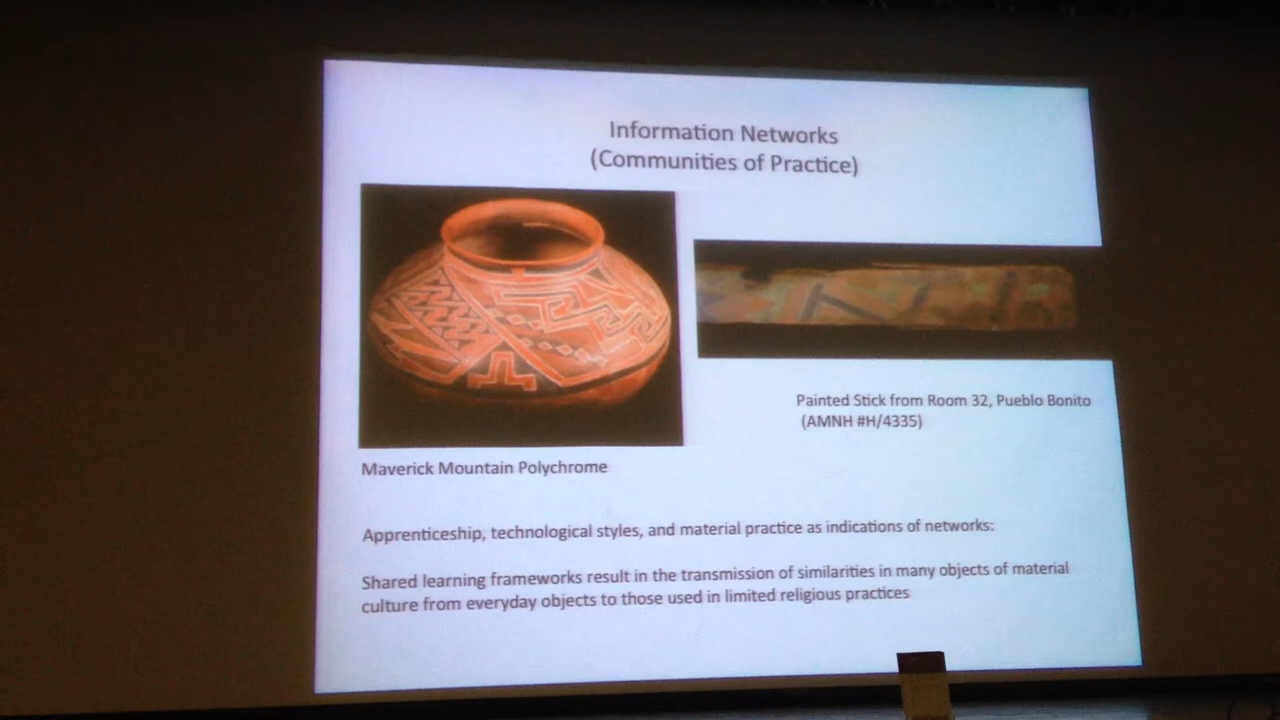 Information Networks
(Communities of Practice)
Painted Stick from Room 32, Pueblo Bonito
(AMNH #H/4335)
Maverick Mountain Polychrome
Apprenticeship, technological styles, and material practice as indications of networks:
Shared learning frameworks result in the transmission of similarities in many objects of material
culture from everyday objects to those used in limited religious practices